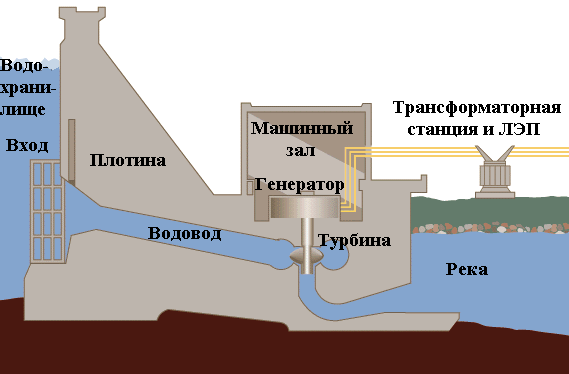 Водо-
храни-
лище
Вход
Плотина
Водовод
Машинный
зал
Генератор
Турбина
Трансформаторная
станция и ЛЭП
Река